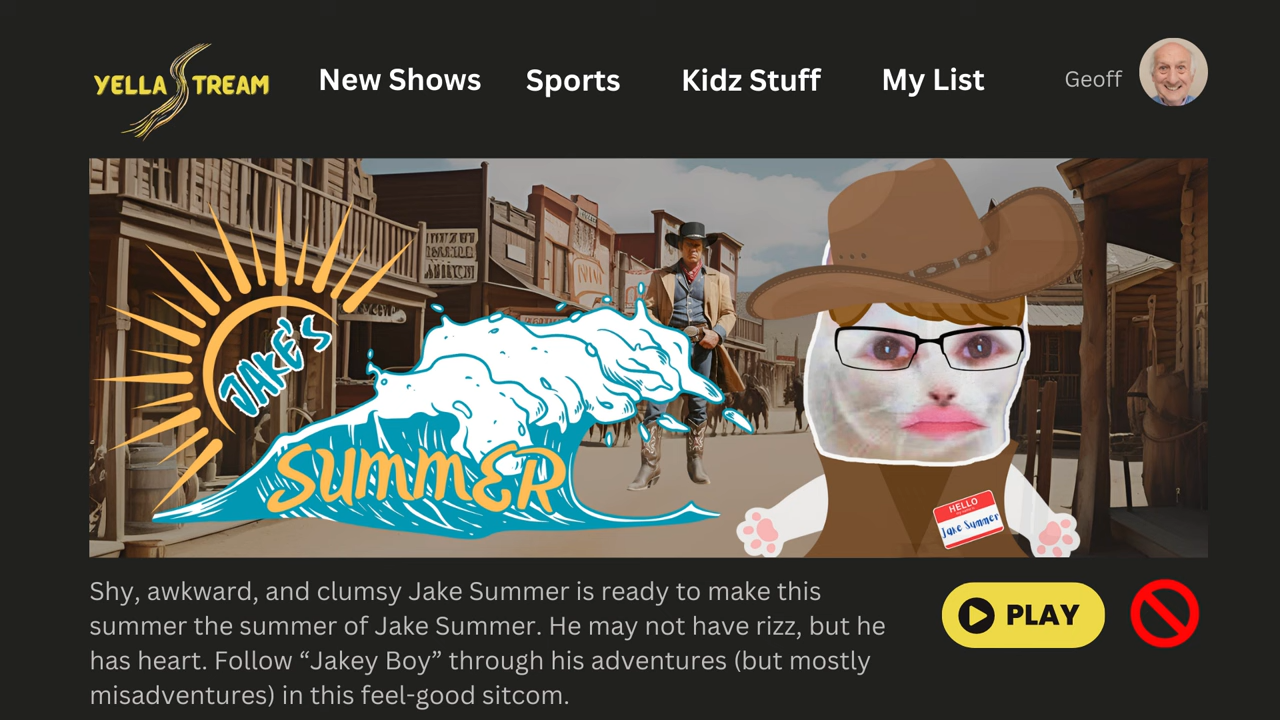 YELLA STREAM
New Shows
Sports
Kidz Stuff
My List
Geoff
JAKE'S
SUMMER
HELLO
Jake Summer
Shy, awkward, and clumsy Jake Summer is ready to make this
summer the summer of Jake Summer. He may not have rizz, but he
has heart. Follow “Jakey Boy” through his adventures (but mostly
misadventures) in this feel-good sitcom.
PLAY